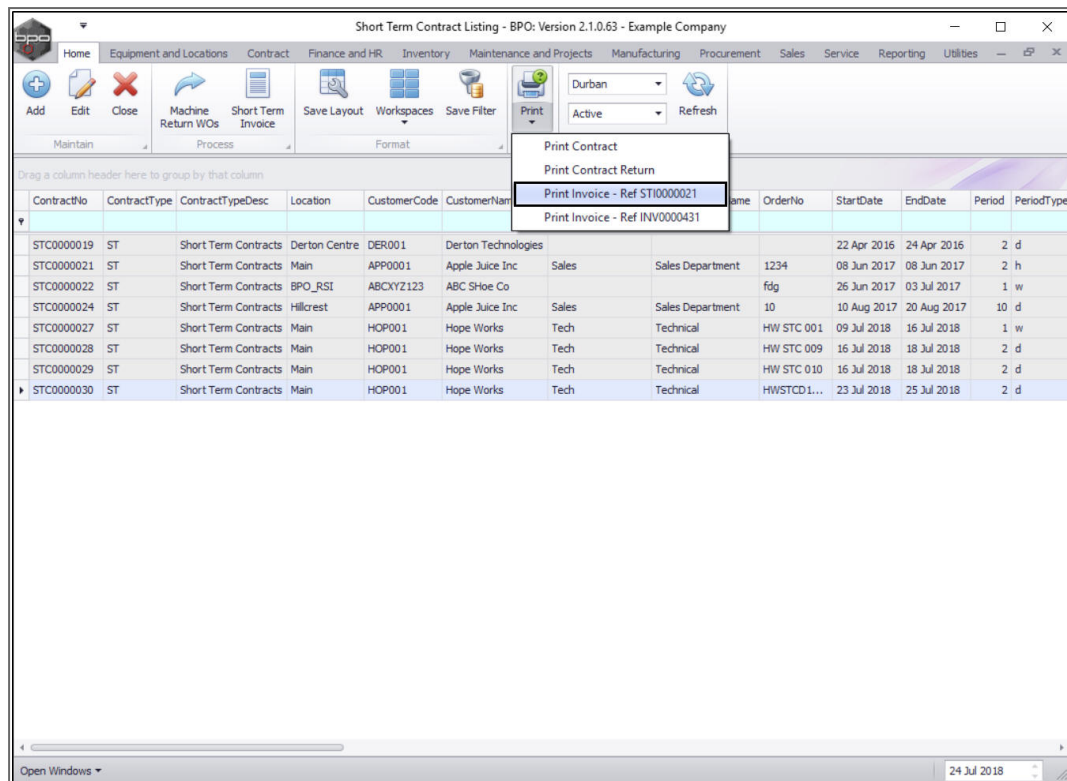 Short Term Contract Listing - BPO: Version 2.1.0.63 - Example Company
bpo
Home Equipment and Locations Contract Finance and HR Inventory Maintenance and Projects Manufacturing Procurement Sales Service Reporting Utilities
Add Edit Close Machine Return WOs Short Term Invoice Save Layout Workspaces Save Filter Print Durban Active Refresh
Maintain Process Format
Print Contract
Print Contract Return
Print Invoice - Ref STI0000021
Print Invoice - Ref INV0000431
Drag a column header here to group by that column
ContractNo ContractType ContractTypeDesc Location CustomerCode CustomerNam ame OrderNo StartDate EndDate Period PeriodType
STC0000019 ST Short Term Contracts Derton Centre DER001 Derton Technologies 22 Apr 2016 24 Apr 2016 2 d
STC0000021 ST Short Term Contracts Main APP0001 Apple Juice Inc Sales Sales Department 1234 08 Jun 2017 08 Jun 2017 2 h
STC0000022 ST Short Term Contracts BPO_RSI ABCXYZ123 ABC SHoe Co fdg 26 Jun 2017 03 Jul 2017 1 w
STC0000024 ST Short Term Contracts Hillcrest APP0001 Apple Juice Inc Sales Sales Department 10 10 Aug 2017 20 Aug 2017 10 d
STC0000027 ST Short Term Contracts Main HOP001 Hope Works Tech Technical HW STC 001 09 Jul 2018 16 Jul 2018 1 w
STC0000028 ST Short Term Contracts Main HOP001 Hope Works Tech Technical HW STC 009 16 Jul 2018 18 Jul 2018 2 d
STC0000029 ST Short Term Contracts Main HOP001 Hope Works Tech Technical HW STC 010 16 Jul 2018 18 Jul 2018 2 d
STC0000030 ST Short Term Contracts Main HOP001 Hope Works Tech Technical HWSTCD1... 23 Jul 2018 25 Jul 2018 2 d
Open Windows 24 Jul 2018